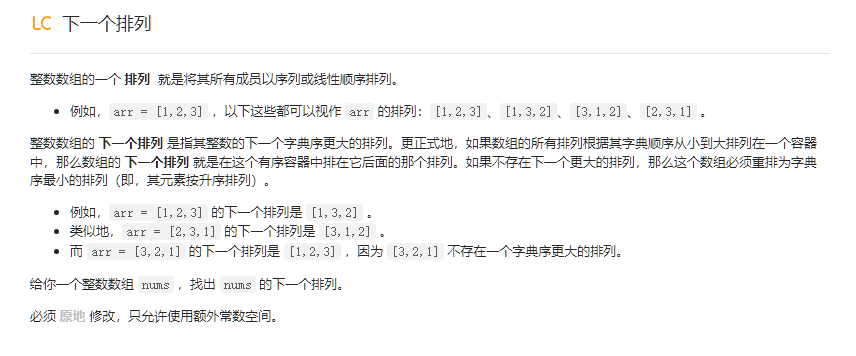 LC 下一个排列
整数数组的一个 排列 就是将其所有成员以序列或线性顺序排列。
• 例如，arr = [1,2,3] ，以下这些都可以视作 arr 的排列：[1,2,3]、[1,3,2]、[3,1,2]、[2,3,1] 。
整数数组的 下一个排列 是指其整数的下一个字典序更大的排列。更正式地，如果数组的所有排列根据其字典顺序从小到大排列在一个容器
中，那么数组的 下一个排列 就是在这个有序容器中排在它后面的那个排列。如果不存在下一个更大的排列，那么这个数组必须重排为字典
序最小的排列（即，其元素按升序排列）。
• 例如，arr = [1,2,3] 的下一个排列是 [1,3,2] 。
• 类似地，arr = [2,3,1] 的下一个排列是 [3,1,2] 。
• 而 arr = [3,2,1] 的下一个排列是 [1,2,3] ，因为 [3,2,1] 不存在一个字典序更大的排列。
给你一个整数数组 nums ，找出 nums 的下一个排列。
必须 原地 修改，只允许使用额外常数空间。